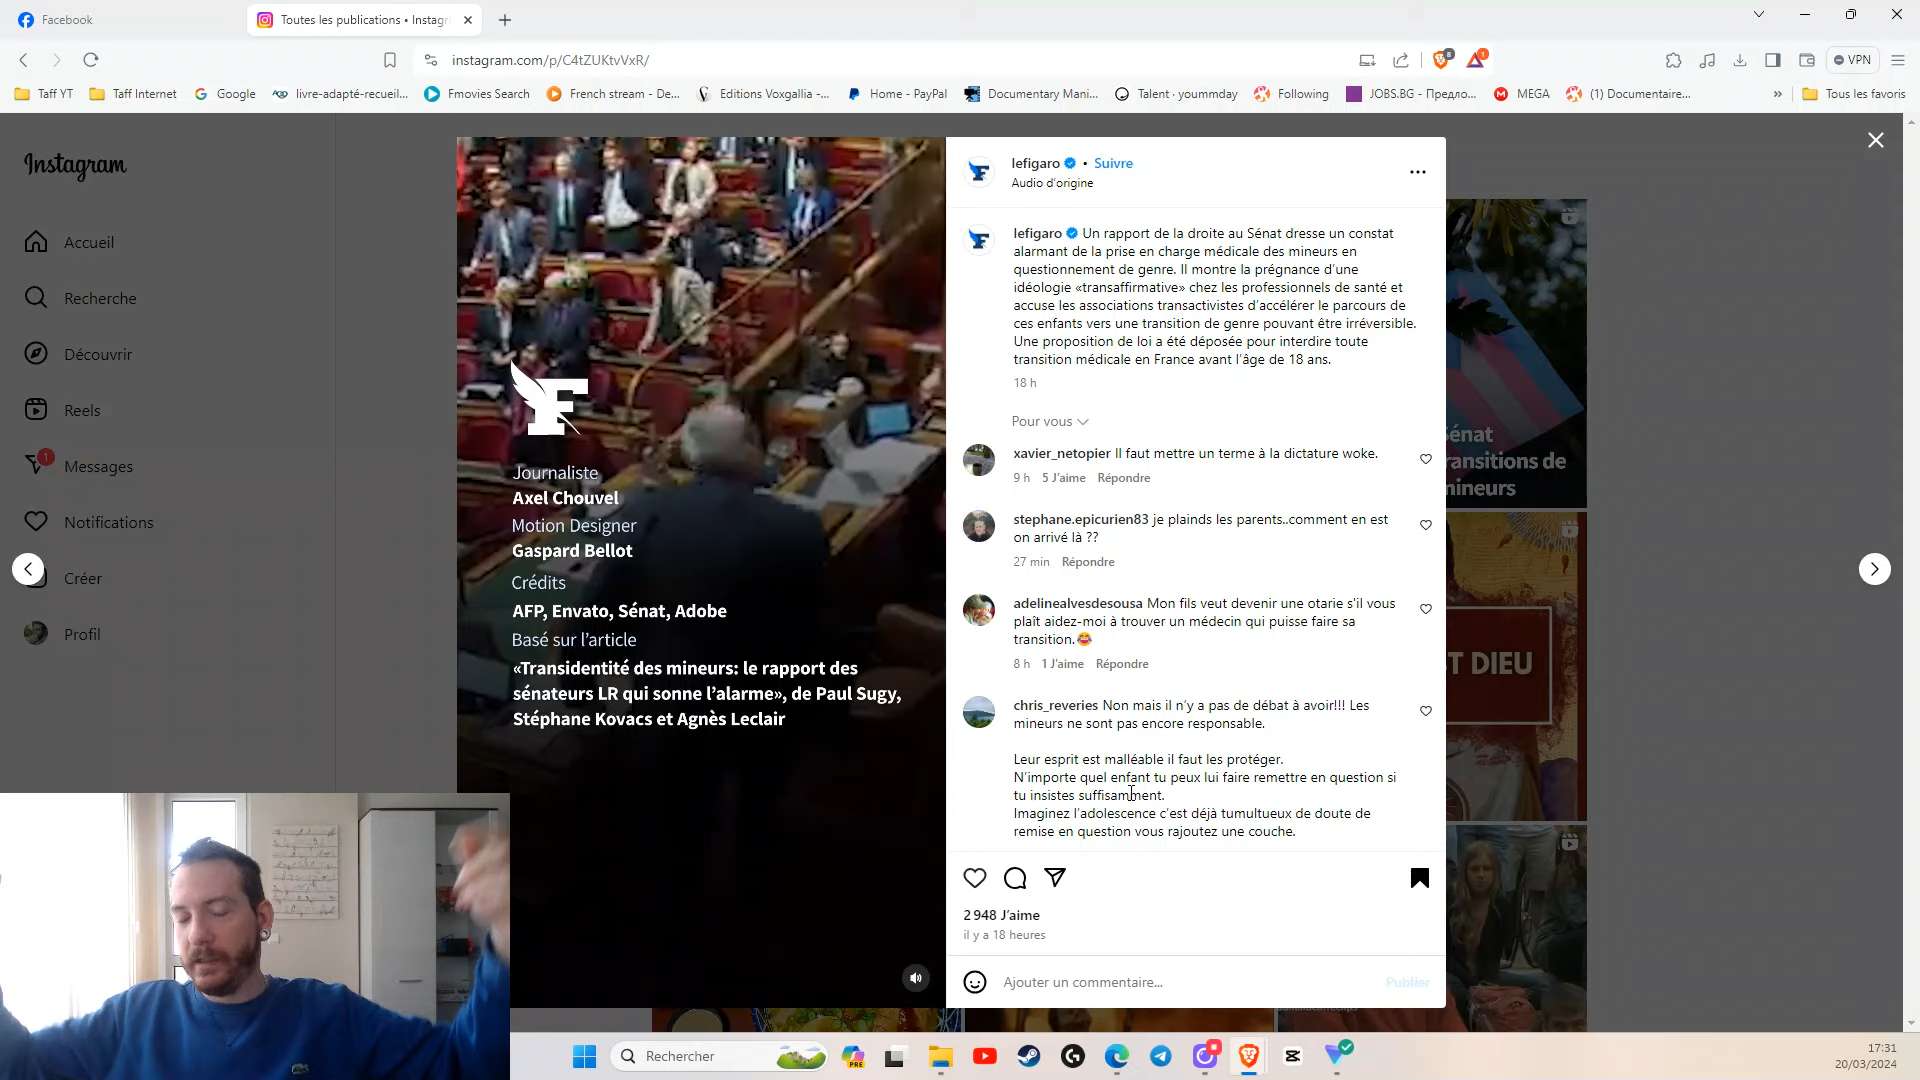 Facebook
Toutes les publications • Instagr
instagram.com/p/C4tZUKtvVxR/
8
1
VPN
Taff YT
Taff Internet
Google
livre-adapté-recueil...
Fmovies Search
French stream - De...
Editions Voxgallia -...
Home - PayPal
Documentary Mani...
Talent · yoummday
Following
JOBS.BG - Предло...
MEGA
(1) Documentaire...
»
Tous les favoris
Instagram
Accueil
Recherche
Découvrir
Reels
1
Messages
Notifications
Créer
Profil
F
Journaliste
Axel Chouvel
Motion Designer
Gaspard Bellot
Crédits
AFP, Envato, Sénat, Adobe
Basé sur l'article
«Transidentité des mineurs: le rapport des
sénateurs LR qui sonne l'alarme», de Paul Sugy,
Stéphane Kovacs et Agnès Leclair
lefigaro • Suivre
Audio d'origine
lefigaro Un rapport de la droite au Sénat dresse un constat
alarmant de la prise en charge médicale des mineurs en
questionnement de genre. Il montre la prégnance d'une
idéologie «transaffirmative» chez les professionnels de santé et
accuse les associations transactivistes d'accélérer le parcours de
ces enfants vers une transition de genre pouvant être irréversible.
Une proposition de loi a été déposée pour interdire toute
transition médicale en France avant l'âge de 18 ans.
18 h
Pour vous
xavier_netopier Il faut mettre un terme à la dictature woke.
9 h 5 J'aime Répondre
stephane.epicurien83 je plainds les parents..comment en est
on arrivé là ??
27 min Répondre
adelinealvesdesousa Mon fils veut devenir une otarie s'il vous
plaît aidez-moi à trouver un médecin qui puisse faire sa
transition.😂
8 h 1 J'aime Répondre
chris_reveries Non mais il n'y a pas de débat à avoir!!! Les
mineurs ne sont pas encore responsable.
Leur esprit est malléable il faut les protéger.
N'importe quel enfant tu peux lui faire remettre en question si
tu insistes suffisamment.
Imaginez l'adolescence c'est déjà tumultueux de doute de
remise en question vous rajoutez une couche.
2 948 J'aime
il y a 18 heures
Ajouter un commentaire...
Publier
énat
ransitions de
mineurs
T DIEU
Rechercher
PRE
17:31
20/03/2024